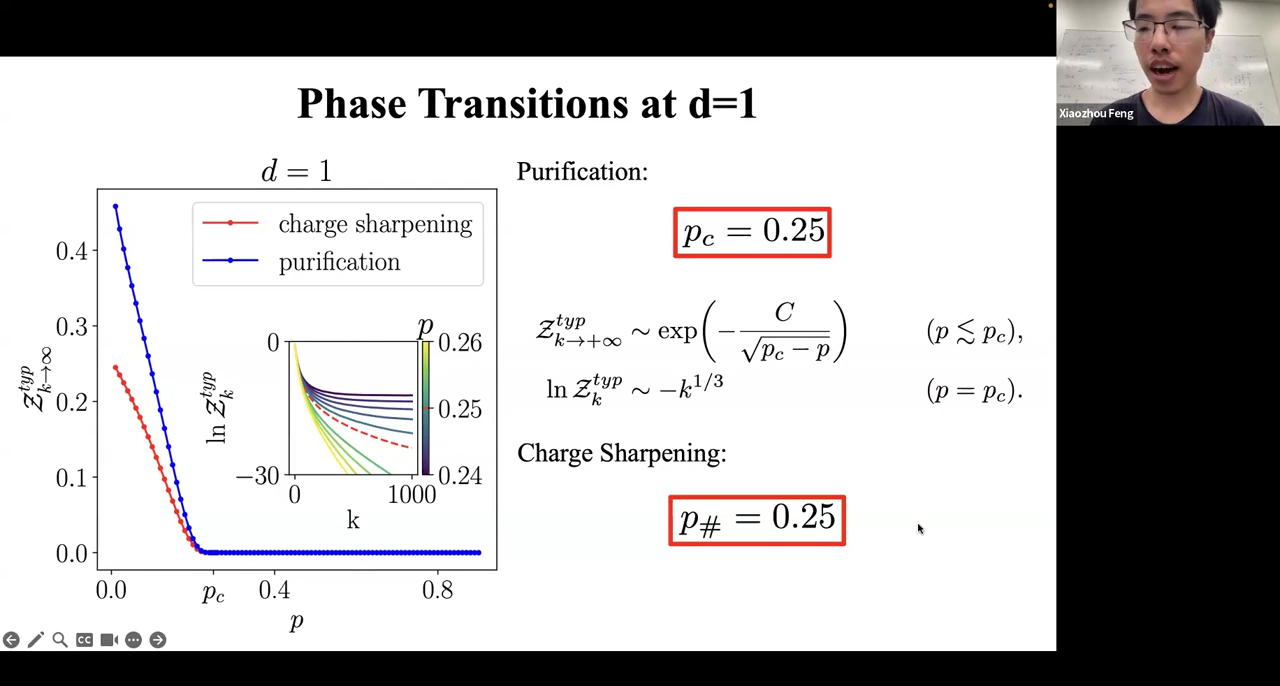 Phase Transitions at d=1
d = 1
charge sharpening
purification
0.4
0.3
0.2
0.1
0.0
0.0
p_c
0.4
0.8
p
𝒵^{typ}_{k→∞}
ln 𝒵^{typ}_k
0
−30
0
1000
k
p
0.26
0.25
0.24
Purification:
p_c = 0.25
𝒵^{typ}_{k→+∞} ∼ exp(−C/√(p_c − p)) (p ≲ p_c),
ln 𝒵^{typ}_k ∼ −k^{1/3} (p = p_c).
Charge Sharpening:
p_# = 0.25
Xiaozhou Feng
CC